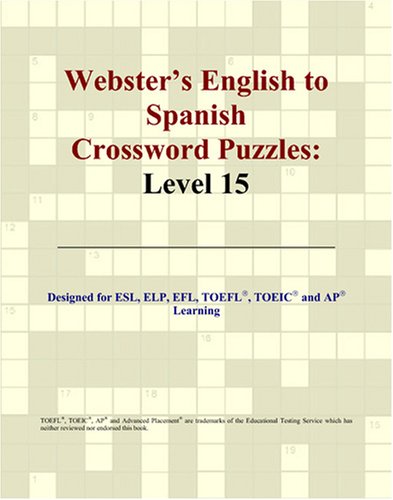 Webster's English to
Spanish
Crossword Puzzles:
Level 15
Designed for ESL, ELP, EFL, TOEFL®, TOEIC® and AP®
Learning
TOEFL®, TOEIC®, AP® and Advanced Placement® are trademarks of the Educational Testing Service which has
neither reviewed nor endorsed this book.